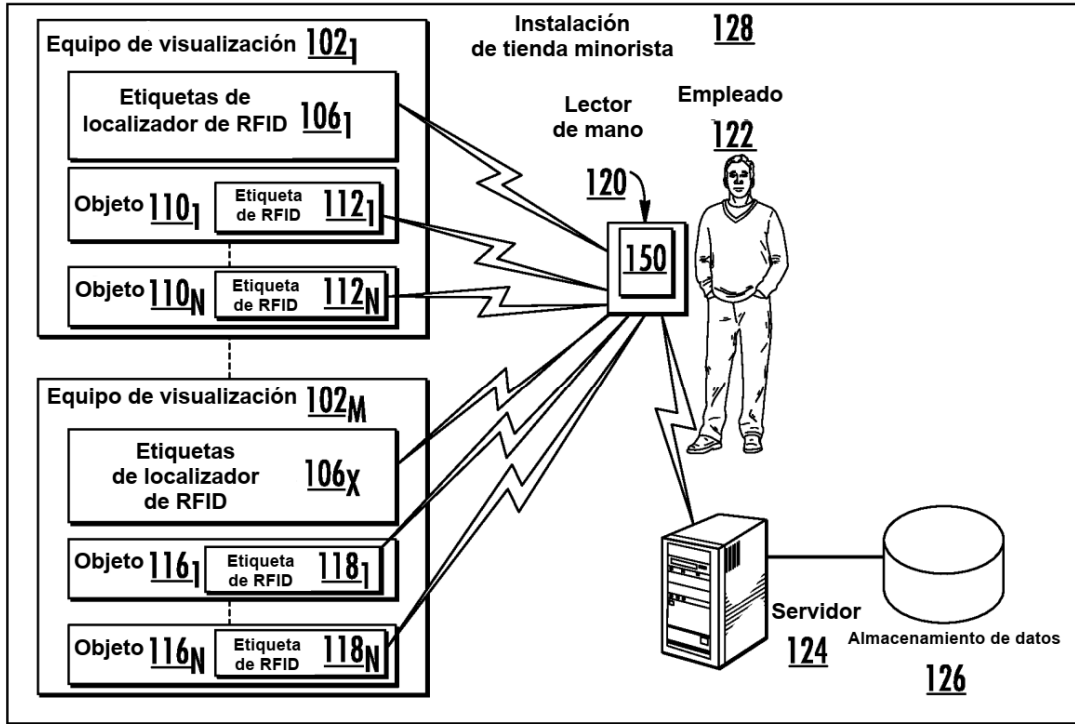 Equipo de visualización 102₁
Etiquetas de
localizador de RFID 106₁
Objeto 110₁
Etiqueta
de RFID 112₁
Objeto 110N
Etiqueta
de RFID 112N
Equipo de visualización 102M
Etiquetas
de localizador
de RFID 106X
Objeto 116₁
Etiqueta
de RFID 118₁
Objeto 116N
Etiqueta
de RFID 118N
Instalación
de tienda minorista 128
Lector
de mano
120
150
Empleado
122
Servidor
124
Almacenamiento de datos
126